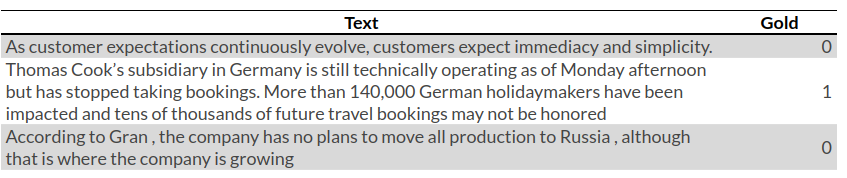 Text Gold
As customer expectations continuously evolve, customers expect immediacy and simplicity. 0
Thomas Cook's subsidiary in Germany is still technically operating as of Monday afternoon
but has stopped taking bookings. More than 140,000 German holidaymakers have been 1
impacted and tens of thousands of future travel bookings may not be honored
According to Gran , the company has no plans to move all production to Russia , although 0
that is where the company is growing